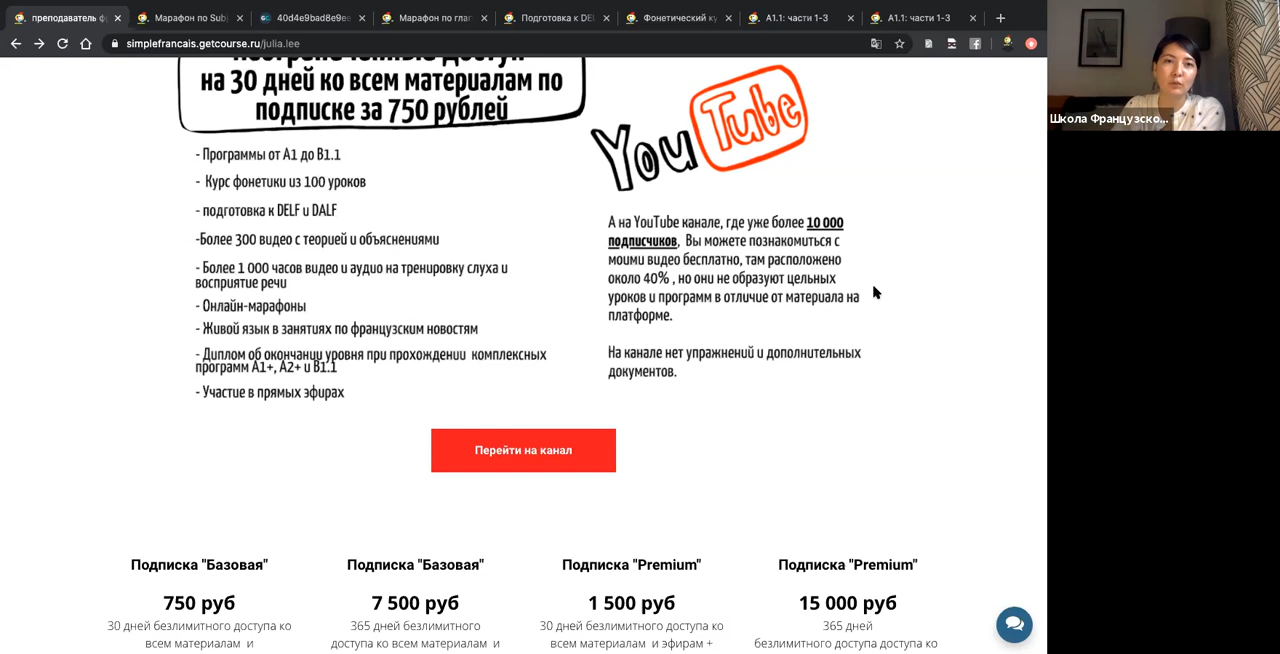 преподаватель ф
Марафон по Subj
40d4e9bad8e9ee
Марафон по глаг
Подготовка к DEL
Фонетический ку
A1.1: части 1-3
A1.1: части 1-3
simplefrancais.getcourse.ru/julia.lee
Школа Французско...
на 30 дней ко всем материалам по
подписке за 750 рублей
- Программы от А1 до В1.1
- Курс фонетики из 100 уроков
- подготовка к DELF и DALF
-Более 300 видео с теорией и объяснениями
- Более 1 000 часов видео и аудио на тренировку слуха и
восприятие речи
- Онлайн-марафоны
- Живой язык в занятиях по французским новостям
- Диплом об окончании уровня при прохождении комплексных
программ А1+, А2+ и В1.1
- Участие в прямых эфирах
YouTube
А на YouTube канале, где уже более 10 000
подписчиков, Вы можете познакомиться с
моими видео бесплатно, там расположено
около 40% , но они не образуют цельных
уроков и программ в отличие от материала на
платформе.
На канале нет упражнений и дополнительных
документов.
Перейти на канал
Подписка "Базовая"
750 руб
30 дней безлимитного доступа ко
всем материалам и
Подписка "Базовая"
7 500 руб
365 дней безлимитного
доступа ко всем материалам и
Подписка "Premium"
1 500 руб
30 дней безлимитного доступа ко
всем материалам и эфирам +
Подписка "Premium"
15 000 руб
365 дней
безлимитного доступа доступа ко